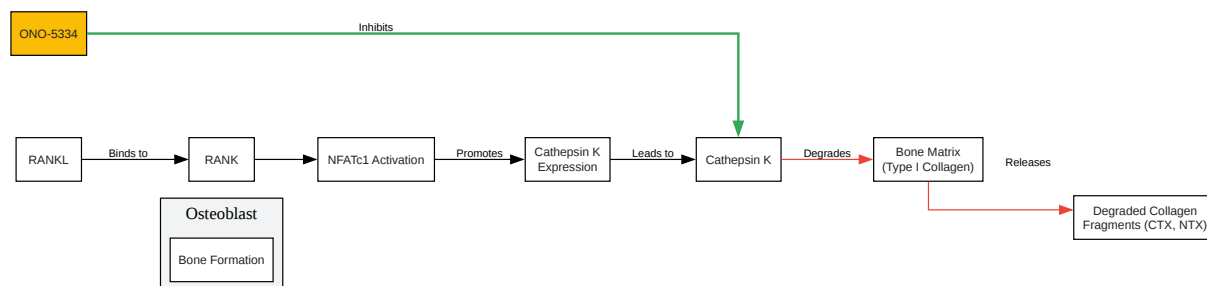 ONO-5334
Inhibits
RANKL
Binds to
RANK
NFATc1 Activation
Promotes
Cathepsin K
Expression
Leads to
Cathepsin K
Degrades
Bone Matrix
(Type I Collagen)
Releases
Degraded Collagen
Fragments (CTX, NTX)
Osteoblast
Bone Formation